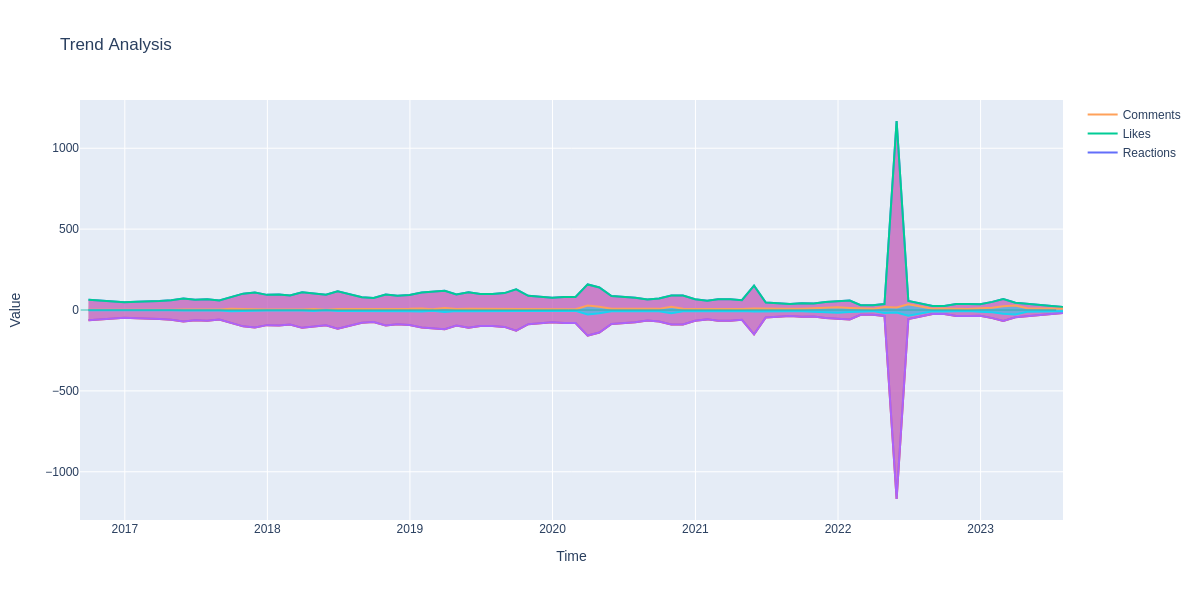 Trend Analysis
Comments
Likes
Reactions
1000
500
0
−500
−1000
Value
2017 2018 2019 2020 2021 2022 2023
Time